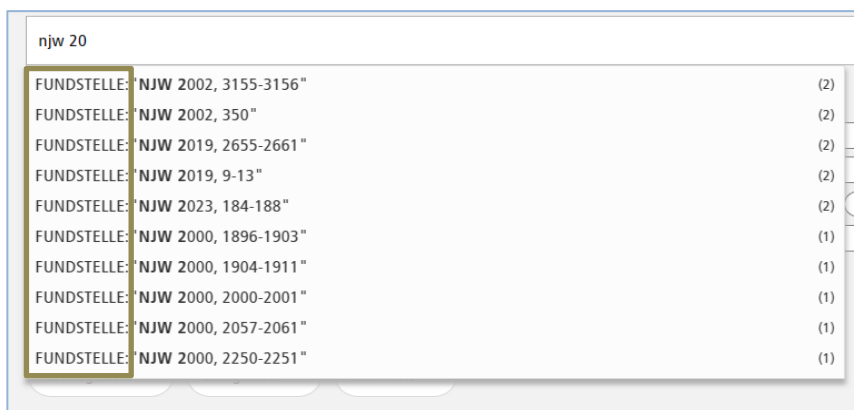 njw 20
FUNDSTELLE: "NJW 2002, 3155-3156" (2)
FUNDSTELLE: "NJW 2002, 350" (2)
FUNDSTELLE: "NJW 2019, 2655-2661" (2)
FUNDSTELLE: "NJW 2019, 9-13" (2)
FUNDSTELLE: "NJW 2023, 184-188" (2)
FUNDSTELLE: "NJW 2000, 1896-1903" (1)
FUNDSTELLE: "NJW 2000, 1904-1911" (1)
FUNDSTELLE: "NJW 2000, 2000-2001" (1)
FUNDSTELLE: "NJW 2000, 2057-2061" (1)
FUNDSTELLE: "NJW 2000, 2250-2251" (1)